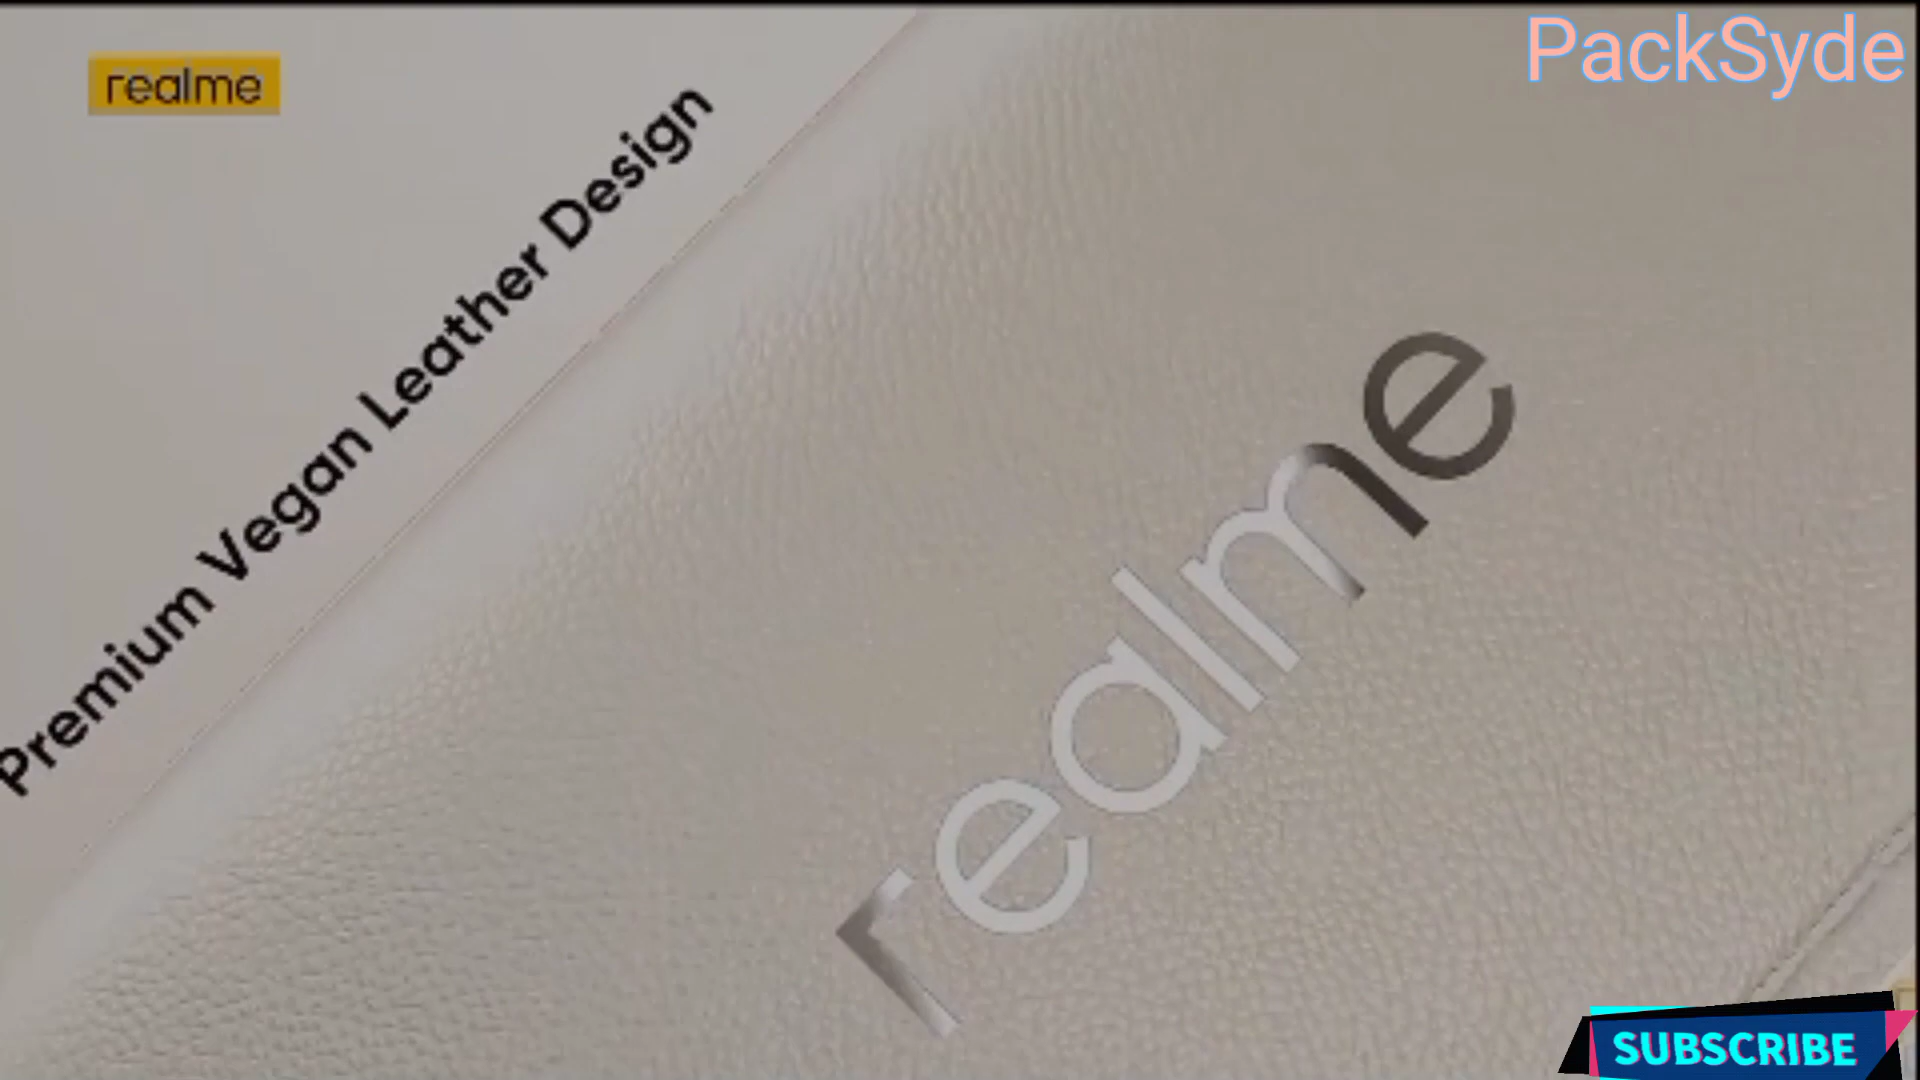 realme
PackSyde
Premium Vegan Leather Design
realme
SUBSCRIBE